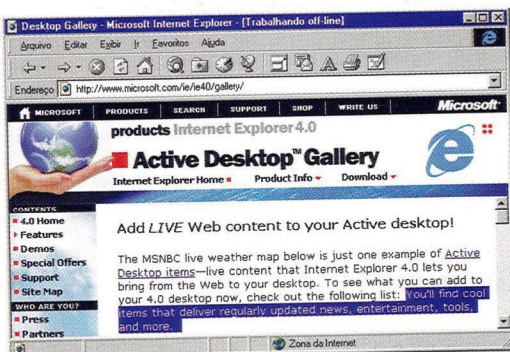 Desktop Gallery - Microsoft Internet Explorer - [Trabalhando off-line]
Arquivo Editar Exibir Ir Favoritos Ajuda
Endereço http://www.microsoft.com/ie/ie40/gallery/
MICROSOFT PRODUCTS SEARCH SUPPORT SHOP WRITE US Microsoft
products Internet Explorer 4.0
Active Desktop™ Gallery
Internet Explorer Home Product Info Download
CONTENTS
4.0 Home
Features
Demos
Special Offers
Support
Site Map
WHO ARE YOU?
Press
Partners
Add LIVE Web content to your Active desktop!
The MSNBC live weather map below is just one example of Active
Desktop items—live content that Internet Explorer 4.0 lets you
bring from the Web to your desktop. To see what you can add to
your 4.0 desktop now, check out the following list: You'll find cool
items that deliver regularly updated news, entertainment, tools,
and more.
Zona da Internet